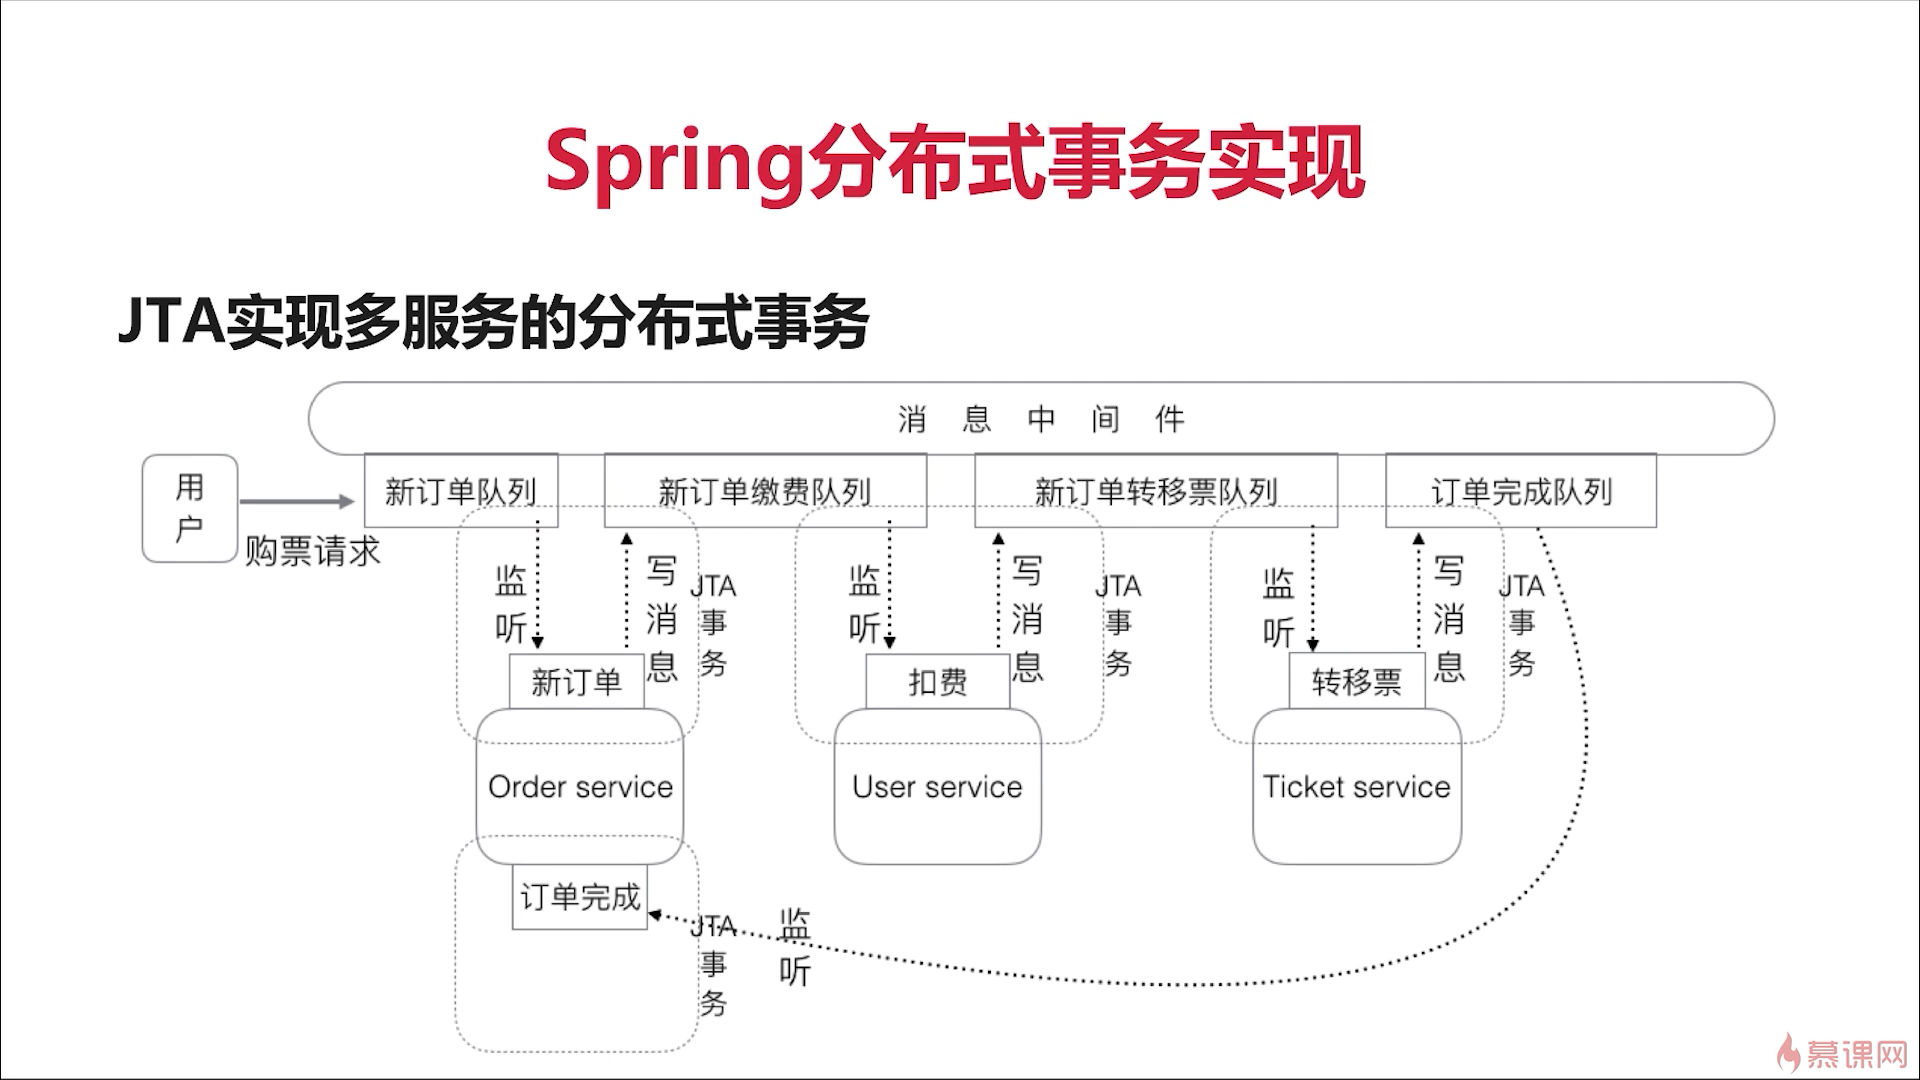 Spring分布式事务实现
JTA实现多服务的分布式事务
消息中间件
用户
购票请求
新订单队列
新订单缴费队列
新订单转移票队列
订单完成队列
监听
写消息
JTA事务
监听
写消息
JTA事务
监听
写消息
JTA事务
新订单
扣费
转移票
Order service
User service
Ticket service
订单完成
JTA事务
监听
慕课网